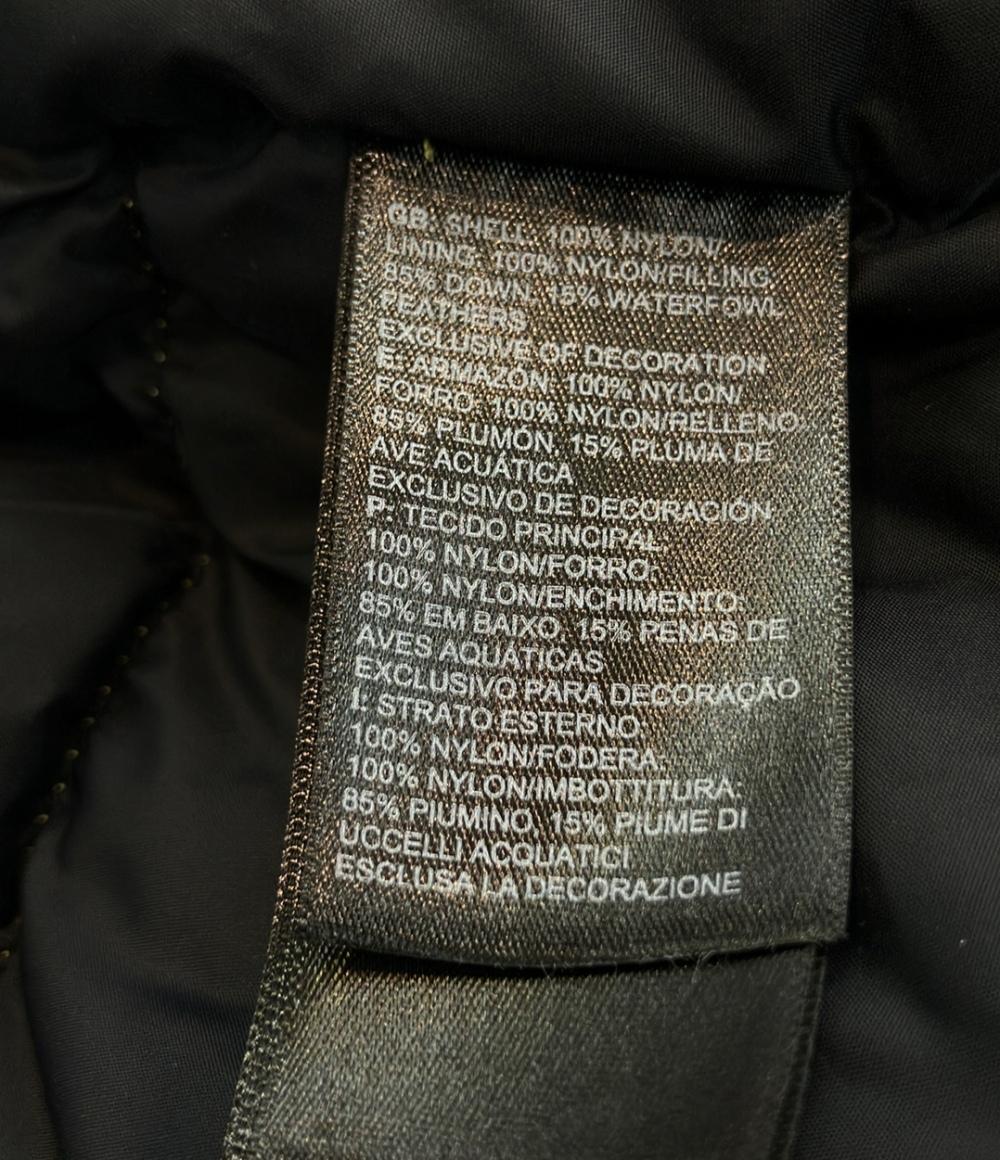 GB: SHELL: 100% NYLON/
LINING: 100% NYLON/FILLING:
85% DOWN, 15% WATERFOWL
FEATHERS
EXCLUSIVE OF DECORATION
E: ARMAZÓN: 100% NYLON/
FORRO: 100% NYLON/RELLENO:
85% PLUMÓN, 15% PLUMA DE
AVE ACUÁTICA
EXCLUSIVO DE DECORACIÓN
P: TECIDO PRINCIPAL:
100% NYLON/FORRO:
100% NYLON/ENCHIMENTO:
85% EM BAIXO, 15% PENAS DE
AVES AQUÁTICAS
EXCLUSIVO PARA DECORAÇÃO
I: STRATO ESTERNO:
100% NYLON/FODERA:
100% NYLON/IMBOTTITURA:
85% PIUMINO, 15% PIUME DI
UCCELLI ACQUATICI
ESCLUSA LA DECORAZIONE